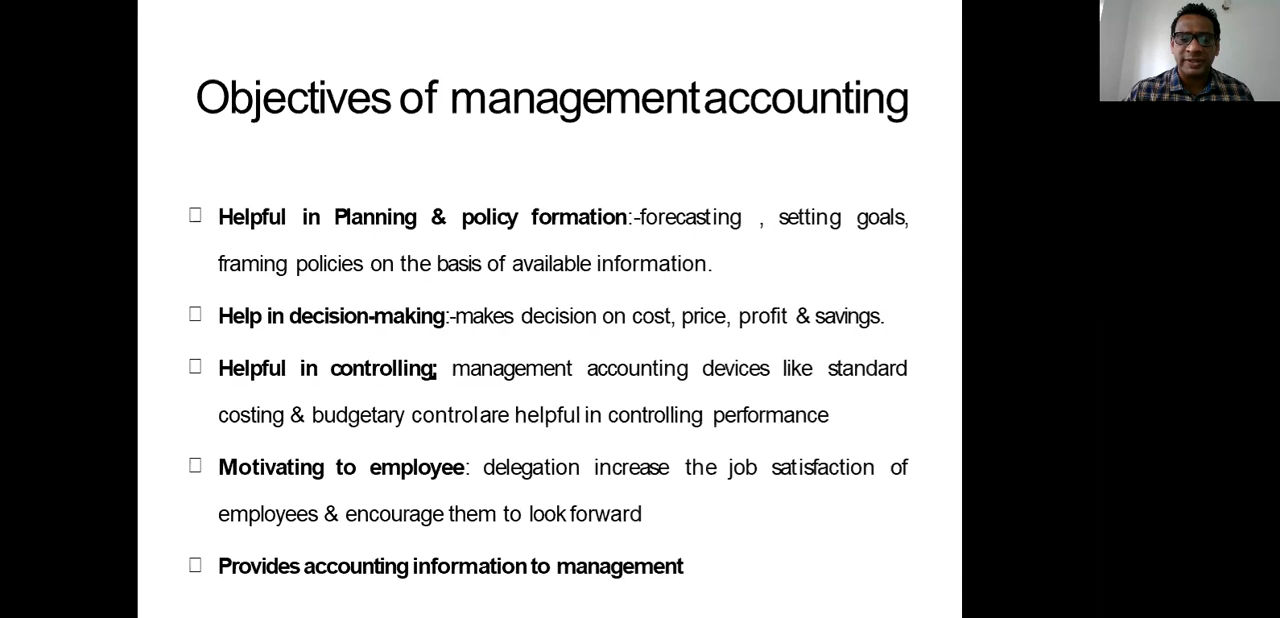 Objectives of management accounting
Helpful in Planning & policy formation:-forecasting , setting goals,
framing policies on the basis of available information.
Help in decision-making:-makes decision on cost, price, profit & savings.
Helpful in controlling: management accounting devices like standard
costing & budgetary control are helpful in controlling performance
Motivating to employee: delegation increase the job satisfaction of
employees & encourage them to look forward
Provides accounting information to management